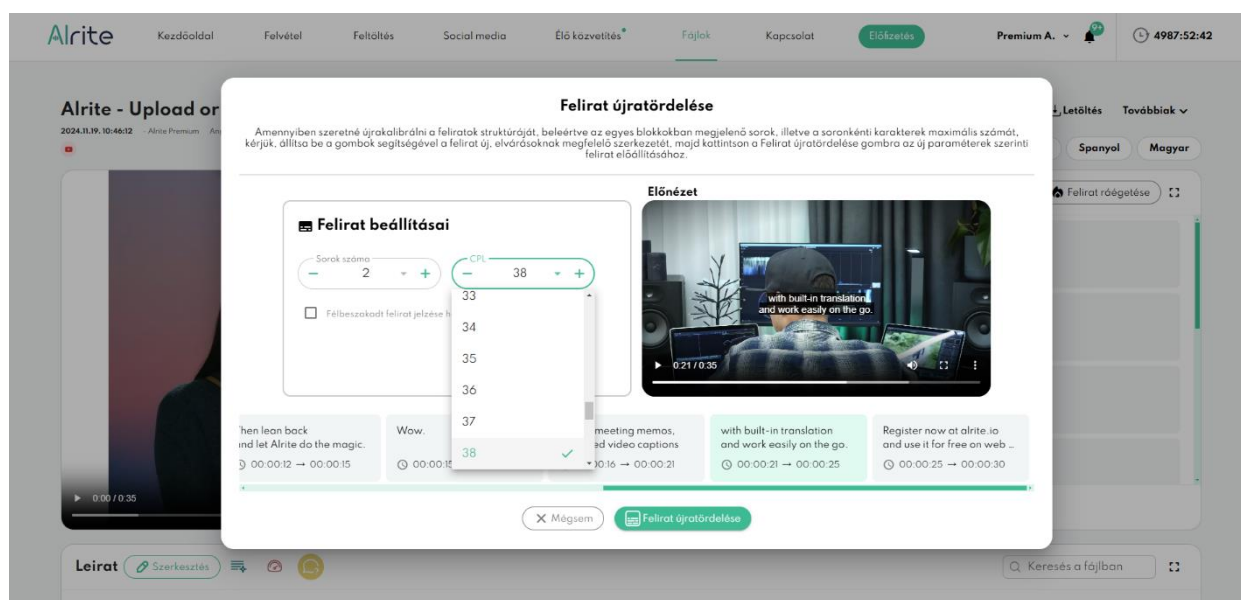 Alrite
Kezdőoldal
Felvétel
Feltöltés
Social media
Élő közvetítés
Fájlok
Kapcsolat
Előfizetés
Premium A.
9+
4987:52:42
Alrite - Upload or
Letöltés
Továbbiak
2024.11.19. 10:46:12 - Alrite Premium
Spanyol
Magyar
Felirat újratördelése
Amennyiben szeretné újrakalibrálni a feliratok struktúráját, beleértve az egyes blokkokban megjelenő sorok, illetve a soronkénti karakterek maximális számát,
kérjük, állítsa be a gombok segítségével a felirat új, elvárásoknak megfelelő szerkezetét, majd kattintson a Felirat újratördelése gombra az új paraméterek szerinti
felirat előállításához.
Felirat ráégetése
Felirat beállításai
Sorok száma
2
CPL
38
Félbeszakadt felirat jelzése
33
34
35
36
37
38
Előnézet
with built-in translation
and work easily on the go.
0:21 / 0:35
Then lean back
and let Alrite do the magic.
00:00:12 → 00:00:15
Wow.
meeting memos,
video captions
→ 00:00:21
with built-in translation
and work easily on the go.
00:00:21 → 00:00:25
Register now at alrite.io
and use it for free on web ...
00:00:25 → 00:00:30
0:00 / 0:35
Mégsem
Felirat újratördelése
Leirat
Szerkesztés
Keresés a fájlban